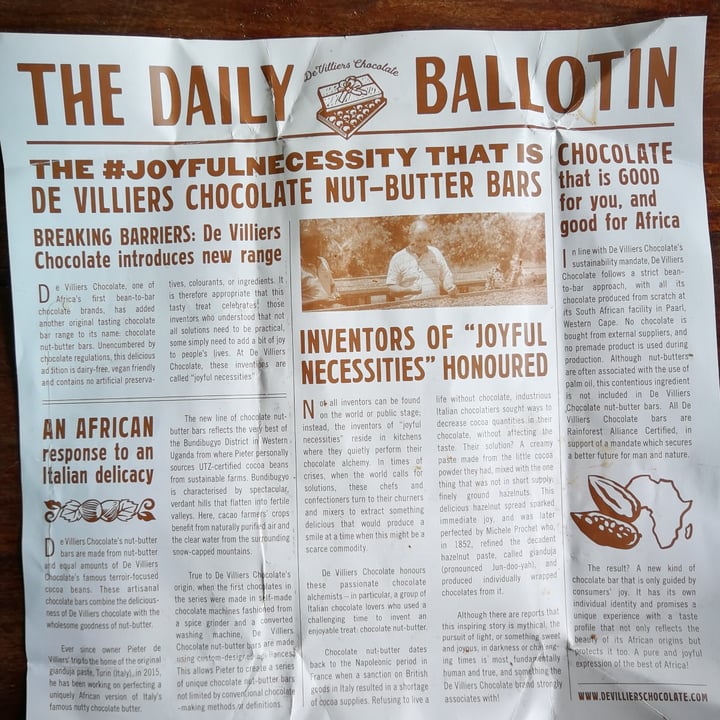 THE DAILY
De Villiers Chocolate
BALLOTIN
THE #JOYFULNECESSITY THAT IS
DE VILLIERS CHOCOLATE NUT-BUTTER BARS
BREAKING BARRIERS: De Villiers
Chocolate introduces new range
De Villiers Chocolate, one of
Africa's first bean-to-bar
chocolate brands, has added
another original tasting chocolate
bar range to its name: chocolate
nut-butter bars. Unencumbered by
chocolate regulations, this delicious
addition is dairy-free, vegan friendly
and contains no artificial preserva-
tives, colourants, or ingredients. It
is therefore appropriate that this
tasty treat celebrates those
inventors who understood that not
all solutions need to be practical,
some simply need to add a bit of joy
to people's lives. At De Villiers
Chocolate, these inventions are
called "joyful necessities".
AN AFRICAN
response to an
Italian delicacy
De Villiers Chocolate's nut-butter
bars are made from nut-butter
and equal amounts of De Villiers
Chocolate's famous terroir-focused
cocoa beans. These artisanal
chocolate bars combine the delicious-
ness of De Villiers chocolate with the
wholesome goodness of nut-butter.
Ever since owner Pieter de
Villiers' trip to the home of the original
gianduja paste, Turin (Italy), in 2015,
he has been working on perfecting a
uniquely African version of Italy's
famous nutty chocolate butter.
The new line of chocolate nut-
butter bars reflects the very best of
the Bundibugyo District in Western
Uganda from where Pieter personally
sources UTZ-certified cocoa beans
from sustainable farms. Bundibugyo
is characterised by spectacular,
verdant hills that flatten into fertile
valleys. Here, cacao farmers' crops
benefit from naturally purified air and
the clear water from the surrounding
snow-capped mountains.
True to De Villiers Chocolate's
origin, when the first chocolates in
the series were made in self-made
chocolate machines fashioned from
a spice grinder and a converted
washing machine, De Villiers
Chocolate nut-butter bars are made
using custom-designed appliances.
This allows Pieter to create a series
of unique chocolate nut-butter bars
not limited by conventional chocolate
-making methods or definitions.
INVENTORS OF "JOYFUL
NECESSITIES" HONOURED
Not all inventors can be found
on the world or public stage;
instead, the inventors of "joyful
necessities" reside in kitchens
where they quietly perform their
chocolate alchemy. In times of
crises, when the world calls for
solutions, these chefs and
confectioners turn to their churners
and mixers to extract something
delicious that would produce a
smile at a time when this might be a
scarce commodity.
De Villiers Chocolate honours
these passionate chocolate
alchemists – in particular, a group of
Italian chocolate lovers who used a
challenging time to invent an
enjoyable treat: chocolate nut-butter.
Chocolate nut-butter dates
back to the Napoleonic period in
France when a sanction on British
goods in Italy resulted in a shortage
of cocoa supplies. Refusing to live a
life without chocolate, industrious
Italian chocolatiers sought ways to
decrease cocoa quantities in their
chocolate, without affecting the
taste. Their solution? A creamy
paste made from the little cocoa
powder they had, mixed with the one
thing that was not in short supply:
finely ground hazelnuts. This
delicious hazelnut spread sparked
immediate joy, and was later
perfected by Michele Prochet who,
in 1852, refined the decadent
hazelnut paste, called gianduja
(pronounced Jun-doo-yah), and
produced individually wrapped
chocolates from it.
Although there are reports that
this inspiring story is mythical, the
pursuit of light, or something sweet
and joyous, in darkness or challeng-
ing times is most fundamentally
human and true, and something the
De Villiers Chocolate brand strongly
associates with!
CHOCOLATE
that is GOOD
for you, and
good for Africa
In line with De Villiers Chocolate's
sustainability mandate, De Villiers
Chocolate follows a strict bean-
to-bar approach, with all its
chocolate produced from scratch at
its South African facility in Paarl,
Western Cape. No chocolate is
bought from external suppliers, and
no premade product is used during
production. Although nut-butters
are often associated with the use of
palm oil, this contentious ingredient
is not included in De Villiers
Chocolate nut-butter bars. All De
Villiers Chocolate bars are
Rainforest Alliance Certified, in
support of a mandate which secures
a better future for man and nature.
The result? A new kind of
chocolate bar that is only guided by
consumers' joy. It has its own
individual identity and promises a
unique experience with a taste
profile that not only reflects the
beauty of its African origins but
protects it too. A pure and joyful
expression of the best of Africa!
WWW.DEVILLIERSCHOCOLATE.COM